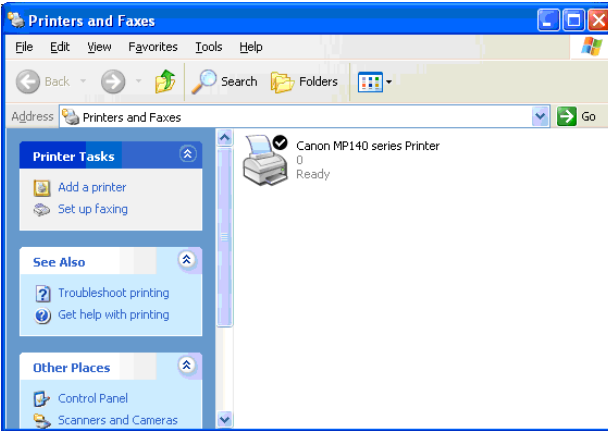 Printers and Faxes
File Edit View Favorites Tools Help
Back Search Folders
Address Printers and Faxes Go
Printer Tasks
Add a printer
Set up faxing
See Also
Troubleshoot printing
Get help with printing
Other Places
Control Panel
Scanners and Cameras
Canon MP140 series Printer
0
Ready